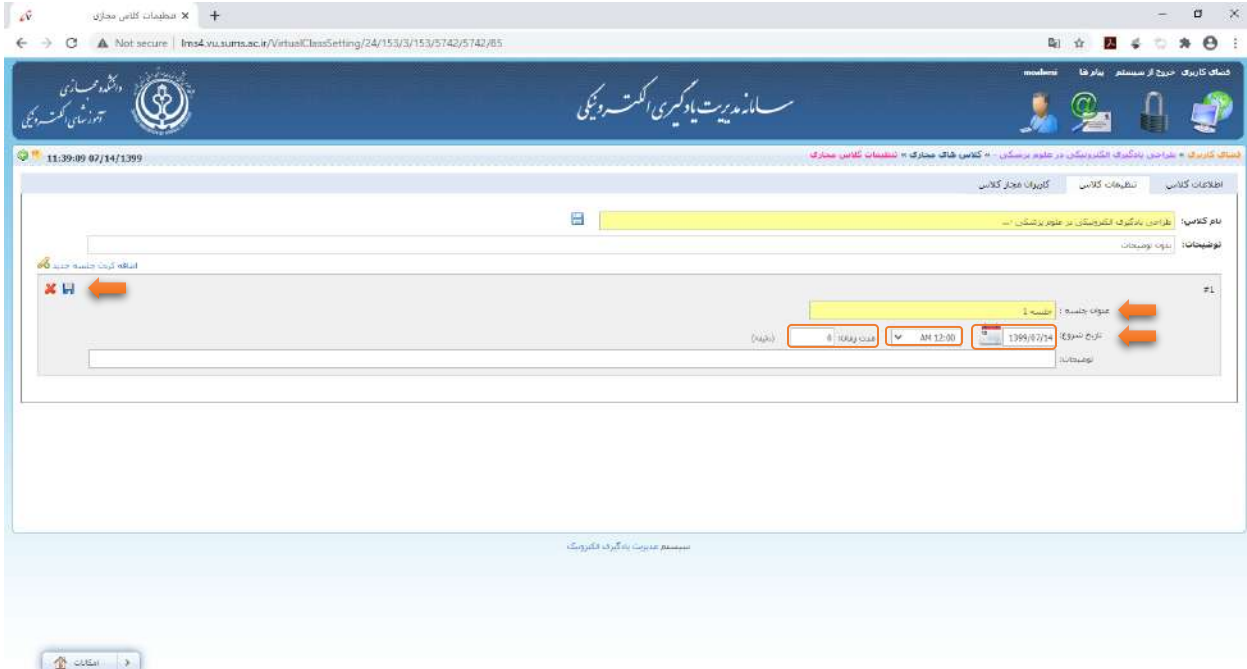 تنظیمات کلاس مجازی
Not secure | lms4.vu.sums.ac.ir/VirtualClassSetting/24/153/3/153/5742/5742/65
فضای کاربری خروج از سیستم پیام ها modarsi
دانشکده مجازی
آموزشهای الکترونیکی
سامانه مدیریت یادگیری الکترونیکی
فضای کاربری » طراحی یادگیری الکترونیکی در علوم پزشکی - » کلاس های مجازی » تنظیمات کلاس مجازی
11:39:09 07/14/1399
اطلاعات کلاس تنظیمات کلاس کاربران مجاز کلاس
نام کلاس: طراحی یادگیری الکترونیکی در علوم پزشکی -...
توضیحات: بدون توضیحات
اضافه کردن جلسه جدید
#1
عنوان جلسه : جلسه 1
تاریخ شروع: 1399/07/14 AM 12:00 مدت زمان: 0 (دقیقه)
توضیحات:
سیستم مدیریت یادگیری الکترونیک
امکانات